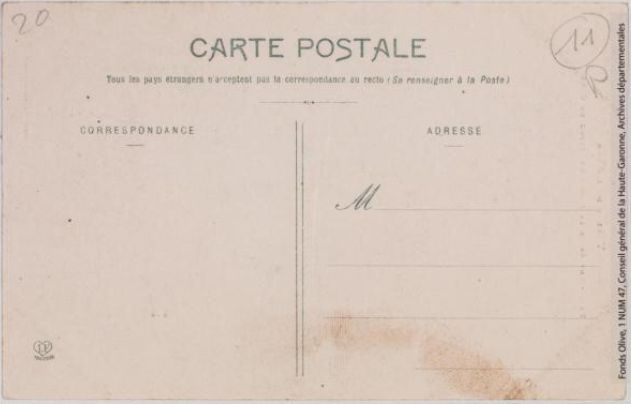 20
11
CARTE POSTALE
Tous les pays étrangers n'acceptent pas la correspondance au recto (Se renseigner à la Poste)
CORRESPONDANCE
ADRESSE
M
Fonds Olive, 1 NUM 47, Conseil général de la Haute-Garonne, Archives départementales